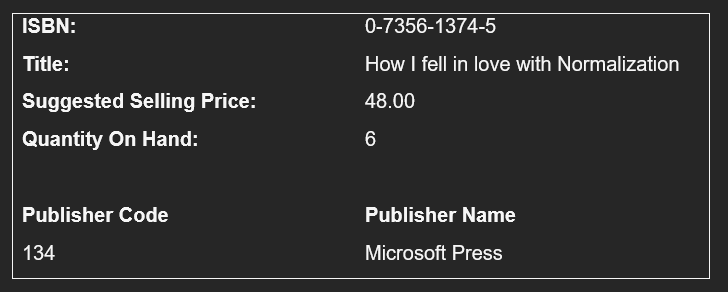 ISBN: 0-7356-1374-5
Title: How I fell in love with Normalization
Suggested Selling Price: 48.00
Quantity On Hand: 6
Publisher Code Publisher Name
134 Microsoft Press